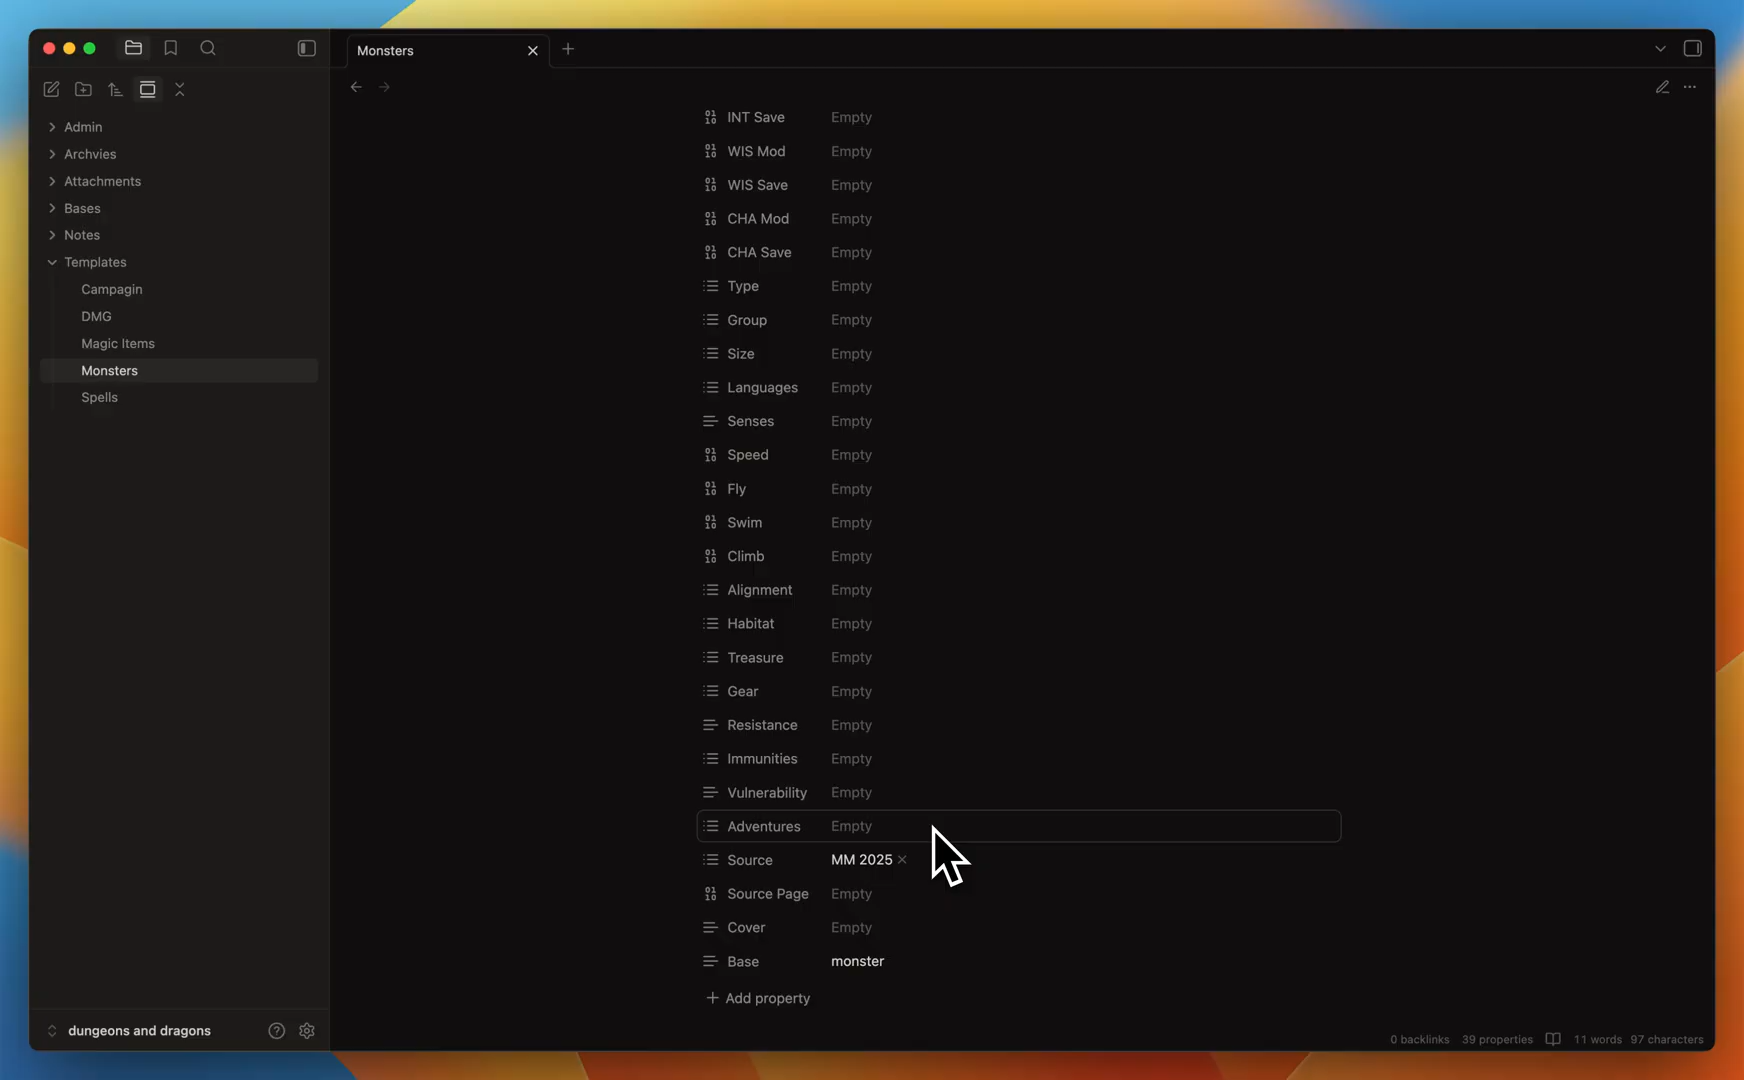 Monsters
Admin
Archvies
Attachments
Bases
Notes
Templates
Campagin
DMG
Magic Items
Monsters
Spells
INT Save Empty
WIS Mod Empty
WIS Save Empty
CHA Mod Empty
CHA Save Empty
Type Empty
Group Empty
Size Empty
Languages Empty
Senses Empty
Speed Empty
Fly Empty
Swim Empty
Climb Empty
Alignment Empty
Habitat Empty
Treasure Empty
Gear Empty
Resistance Empty
Immunities Empty
Vulnerability Empty
Adventures Empty
Source MM 2025
Source Page Empty
Cover Empty
Base monster
Add property
dungeons and dragons
0 backlinks 39 properties 11 words 97 characters